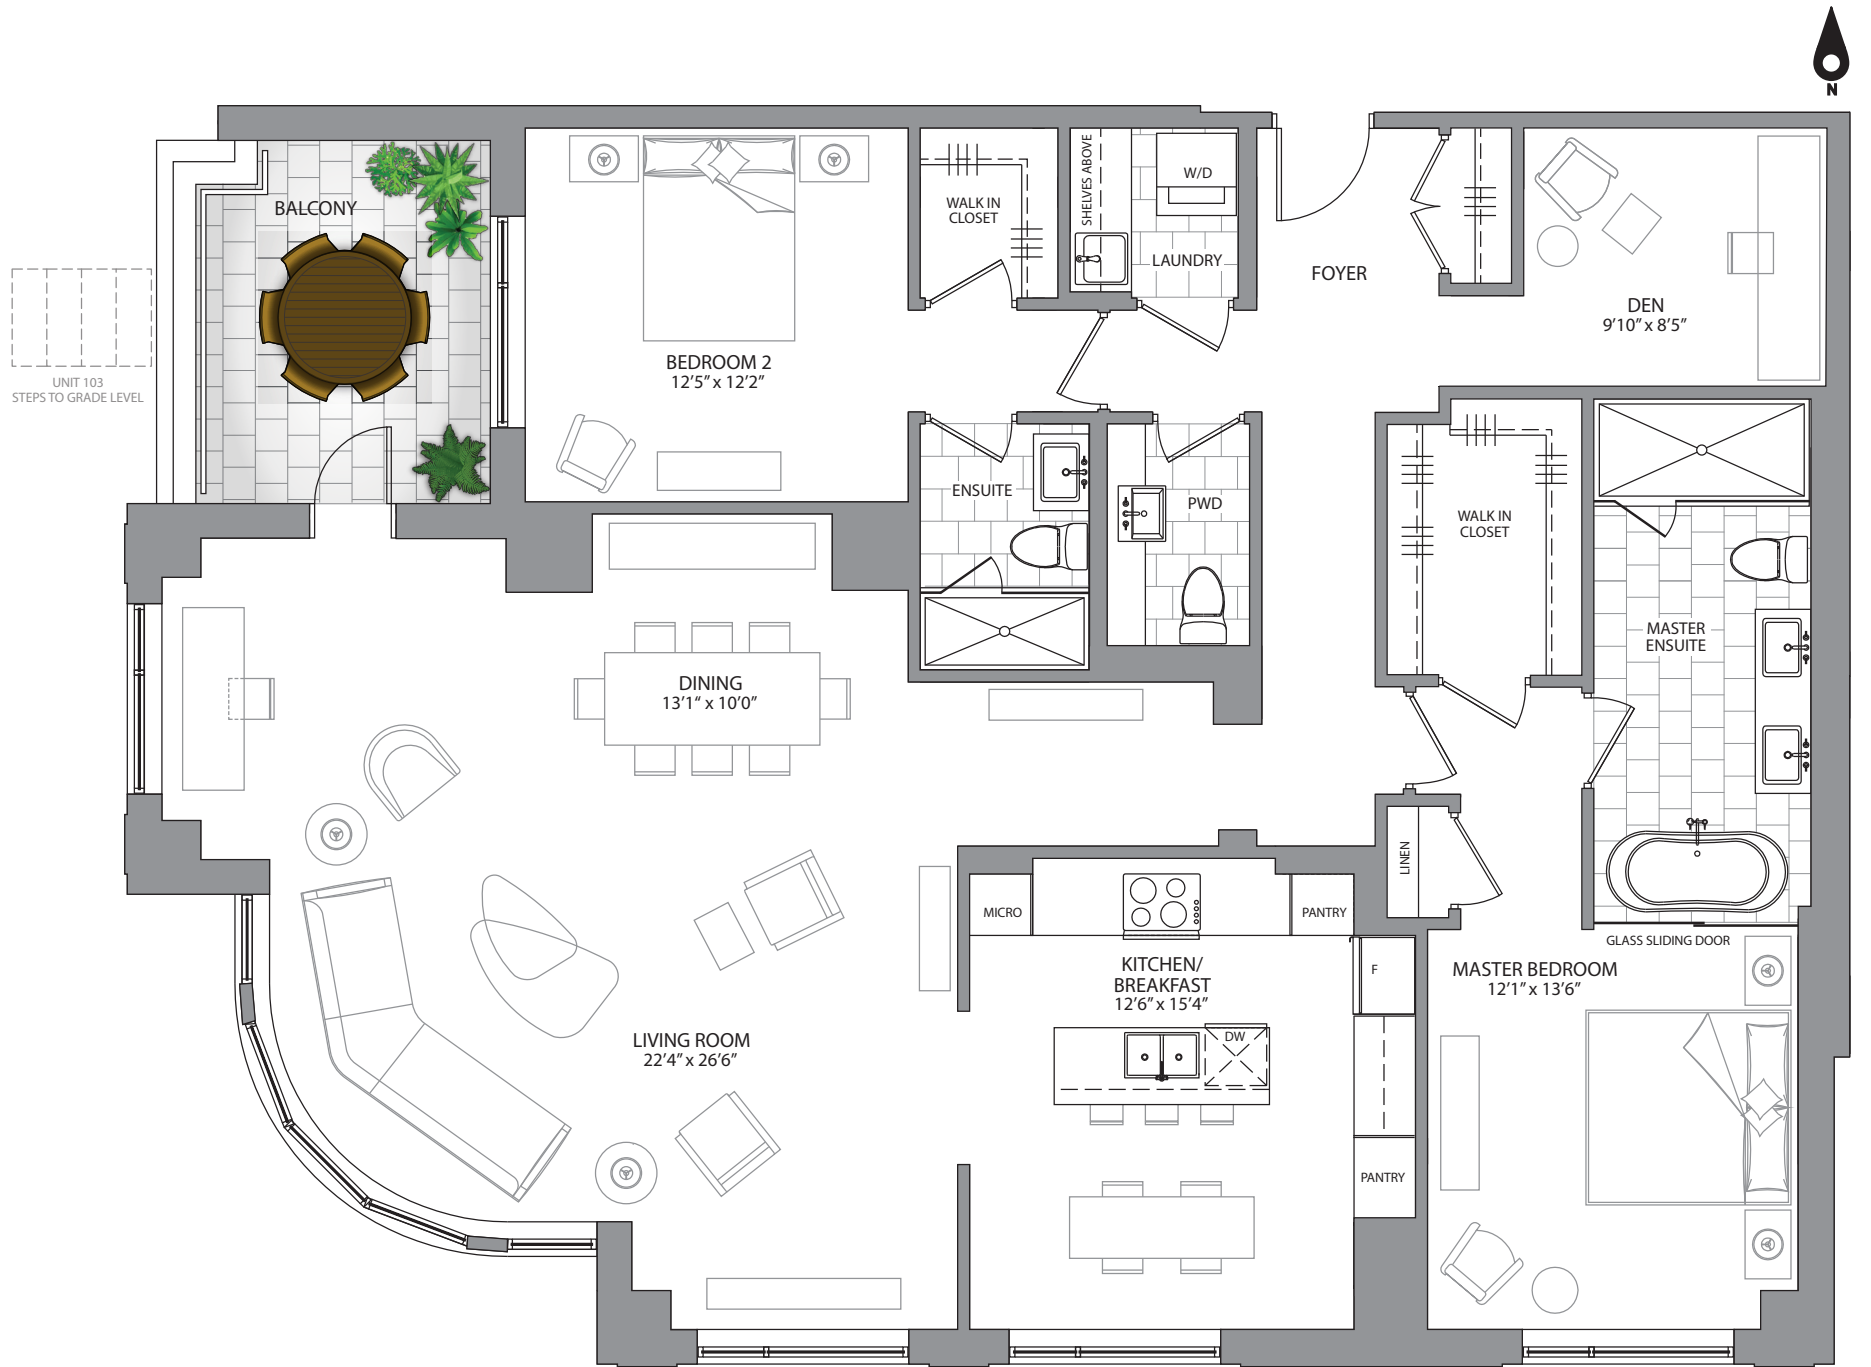 N
BALCONY
UNIT 103
STEPS TO GRADE LEVEL
BEDROOM 2
12'5" x 12'2"
WALK IN
CLOSET
SHELVES ABOVE
W/D
LAUNDRY
FOYER
DEN
9'10" x 8'5"
ENSUITE
PWD
WALK IN
CLOSET
MASTER
ENSUITE
DINING
13'1" x 10'0"
LINEN
GLASS SLIDING DOOR
MICRO
PANTRY
KITCHEN/
BREAKFAST
12'6" x 15'4"
F
DW
PANTRY
MASTER BEDROOM
12'1" x 13'6"
LIVING ROOM
22'4" x 26'6"